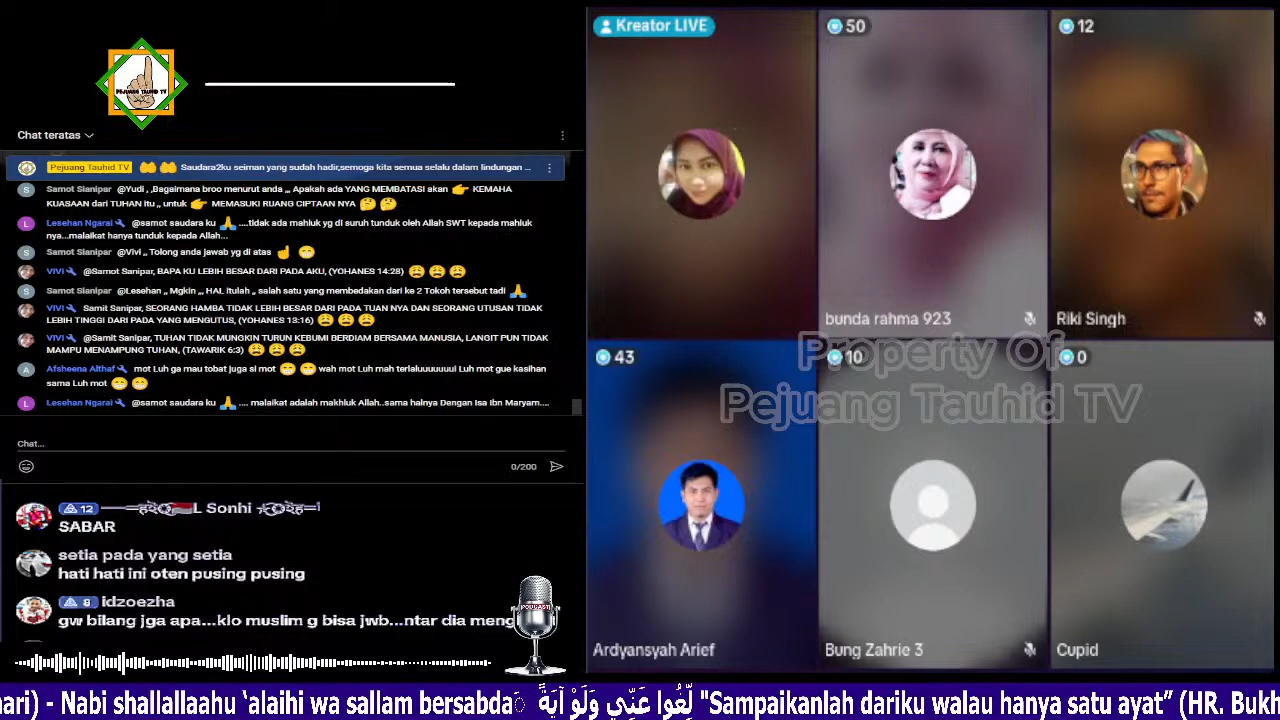 PEJUANG TAUHID TV
Chat teratas
Pejuang Tauhid TV Saudara2ku seiman yang sudah hadir,semoga kita semua selalu dalam lindungan ...
Samot Sianipar @Yudi , ,Bagaimana broo menurut anda ,,, Apakah ada YANG MEMBATASI akan 👉 KEMAHA
KUASAAN dari TUHAN itu ,, untuk 👉 MEMASUKI RUANG CIPTAAN NYA 🤔 🤔
Lesehan Ngarai @samot saudara ku 🙏 ....tidak ada mahluk yg di suruh tunduk oleh Allah SWT kepada mahluk
nya...malaikat hanya tunduk kepada Allah...
Samot Sianipar @Vivi ,, Tolong anda jawab yg di atas ☝ 😁
VIVI @Samot Sanipar, BAPA KU LEBIH BESAR DARI PADA AKU, (YOHANES 14:28) 😩 😩 😩
Samot Sianipar @Lesehan ,, Mgkin ,,, HAL Itulah ,, salah satu yang membedakan dari ke 2 Tokoh tersebut tadi 🙏
VIVI Samit Sanipar, SEORANG HAMBA TIDAK LEBIH BESAR DARI PADA TUAN NYA DAN SEORANG UTUSAN TIDAK
LEBIH TINGGI DARI PADA YANG MENGUTUS, (YOHANES 13:16) 😩 😩 😩
VIVI @Samit Sanipar, TUHAN TIDAK MUNGKIN TURUN KEBUMI BERDIAM BERSAMA MANUSIA, LANGIT PUN TIDAK
MAMPU MENAMPUNG TUHAN, (TAWARIK 6:3) 😩 😩 😩
Afsheena Althaf mot Luh ga mau tobat juga si mot 😁 😁 wah mot Luh mah terlaluuuuuuu! Luh mot gue kasihan
sama Luh mot 😁 😁
Lesehan Ngarai @samot saudara ku 🙏 .... malaikat adalah makhluk Allah..sama halnya Dengan Isa Ibn Maryam....
Chat...
0/200
12 L Sonhi
SABAR
setia pada yang setia
hati hati ini oten pusing pusing
8 idzoezha
gw bilang jga apa...klo muslim g bisa jwb...ntar dia meng
PODCAST
Kreator LIVE
50
12
bunda rahma 923
Riki Singh
43
10
0
Property Of
Pejuang Tauhid TV
Ardyansyah Arief
Bung Zahrie 3
Cupid
hari) - Nabi shallallaahu ‘alaihi wa sallam bersabda َ لِّغُوا عَنِّي وَلَوْ آيَةً "Sampaikanlah dariku walau hanya satu ayat” (HR. Bukh